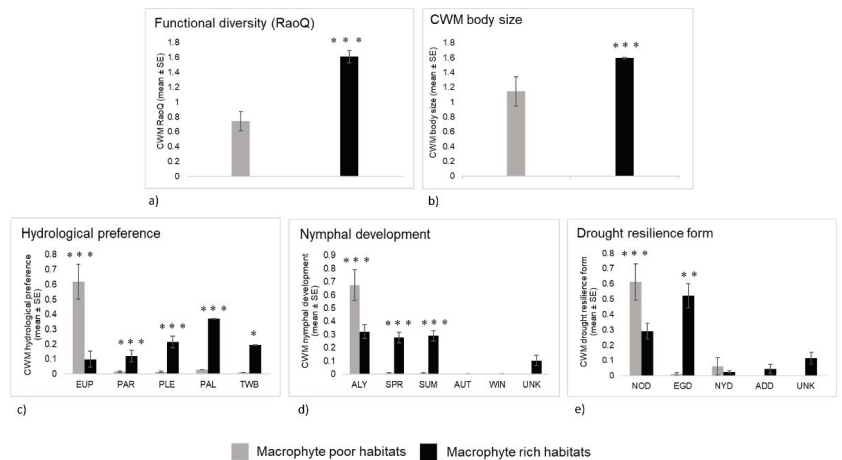 Functional diversity (RaoQ)
* * *
1.8
1.6
1.4
1.2
1
0.8
0.6
0.4
0.2
0
CWM RaoQ (mean ± SE)
a)
CWM body size
* * *
1.8
1.6
1.4
1.2
1
0.8
0.6
0.4
0.2
0
CWM body size (mean ± SE)
b)
Hydrological preference
0.8
0.7
0.6
0.5
0.4
0.3
0.2
0.1
0
CWM hydrological preference
(mean ± SE)
* * *
* * *
* * *
* * *
*
EUP PAR PLE PAL TWB
c)
Nymphal development
0.9
0.8
0.7
0.6
0.5
0.4
0.3
0.2
0.1
0
CWM nymphal development
(mean ± SE)
* * *
* * *
* * *
ALY SPR SUM AUT WIN UNK
d)
Drought resilience form
0.8
0.7
0.6
0.5
0.4
0.3
0.2
0.1
0
CWM drought resilience form
(mean ± SE)
* * *
* *
NOD EGD NYD ADD UNK
e)
Macrophyte poor habitats Macrophyte rich habitats